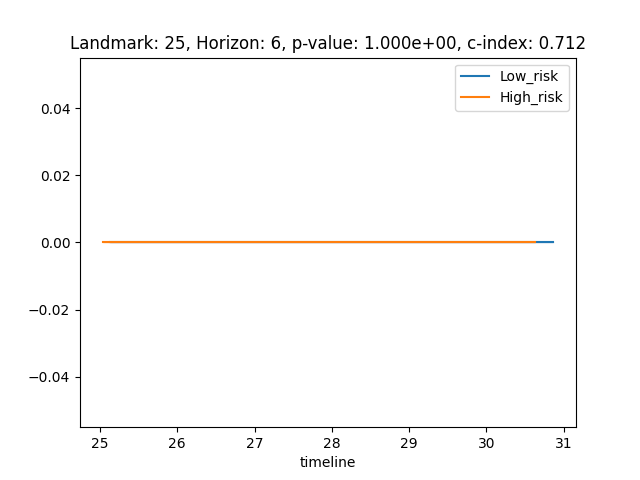 Landmark: 25, Horizon: 6, p-value: 1.000e+00, c-index: 0.712
Low_risk
High_risk
0.04
0.02
0.00
−0.02
−0.04
25 26 27 28 29 30 31
timeline